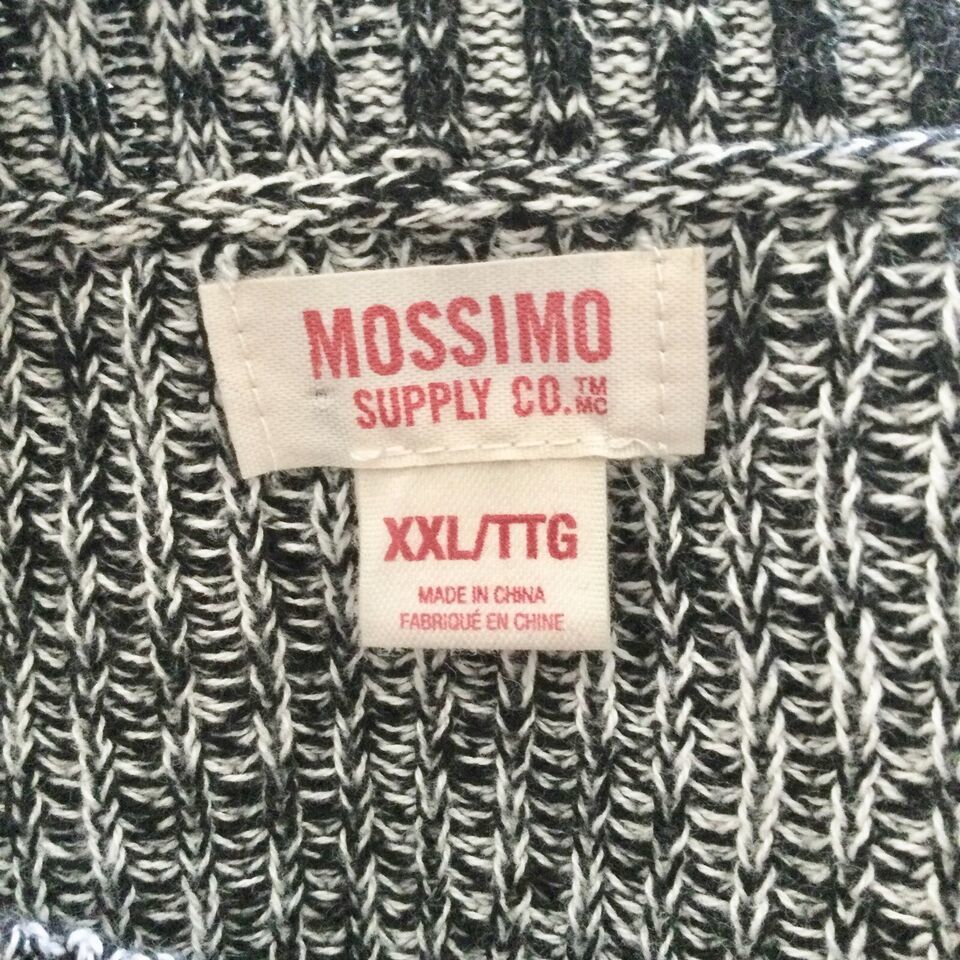 MOSSIMO
SUPPLY CO.™ MC
XXL/TTG
MADE IN CHINA
FABRIQUÉ EN CHINE